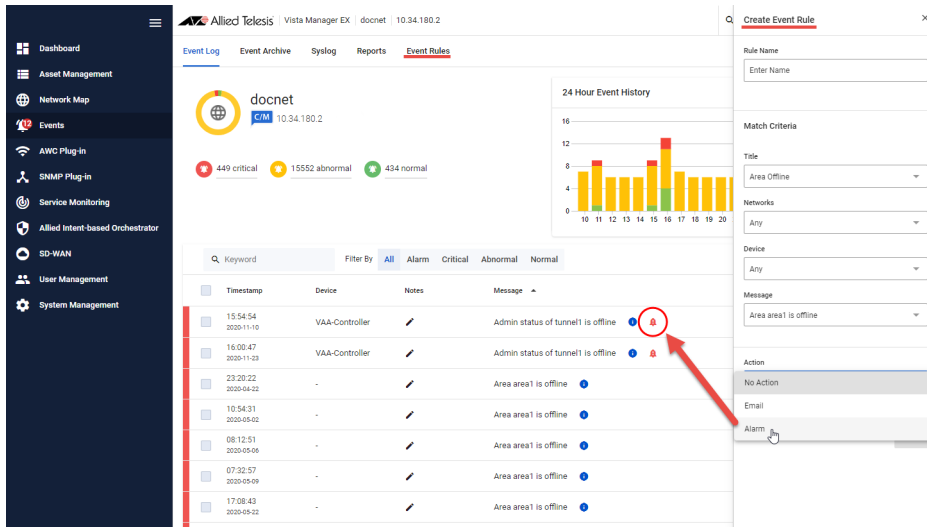 Allied Telesis
Vista Manager EX
docnet
10.34.180.2
Dashboard
Asset Management
Network Map
12
Events
AWC Plug-in
SNMP Plug-in
Service Monitoring
Allied Intent-based Orchestrator
SD-WAN
User Management
System Management
Event Log
Event Archive
Syslog
Reports
Event Rules
docnet
C/M 10.34.180.2
449 critical
15552 abnormal
434 normal
24 Hour Event History
16
12
8
4
0
10 11 12 13 14 15 16 17 18 19 20
Keyword
Filter By
All
Alarm
Critical
Abnormal
Normal
Timestamp Device Notes Message
15:54:54
2020-11-10
VAA-Controller
Admin status of tunnel1 is offline
16:00:47
2020-11-23
VAA-Controller
Admin status of tunnel1 is offline
23:20:22
2020-04-22
-
Area area1 is offline
10:54:31
2020-05-02
-
Area area1 is offline
08:12:51
2020-05-06
-
Area area1 is offline
07:32:57
2020-05-09
-
Area area1 is offline
17:08:43
2020-05-22
-
Area area1 is offline
Create Event Rule
Rule Name
Enter Name
Match Criteria
Title
Area Offline
Networks
Any
Device
Any
Message
Area area1 is offline
Action
No Action
Email
Alarm